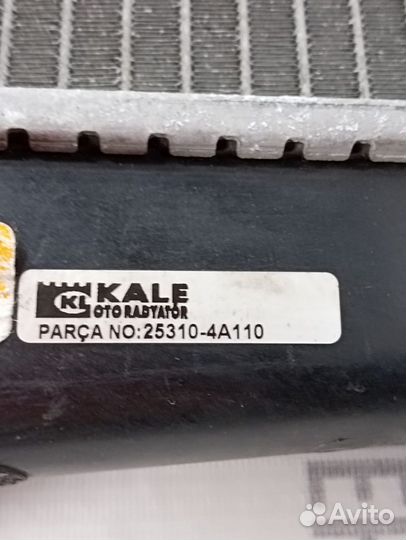 KL KALE
OTO RADYATÖR
PARÇA NO:25310-4A110
Avito